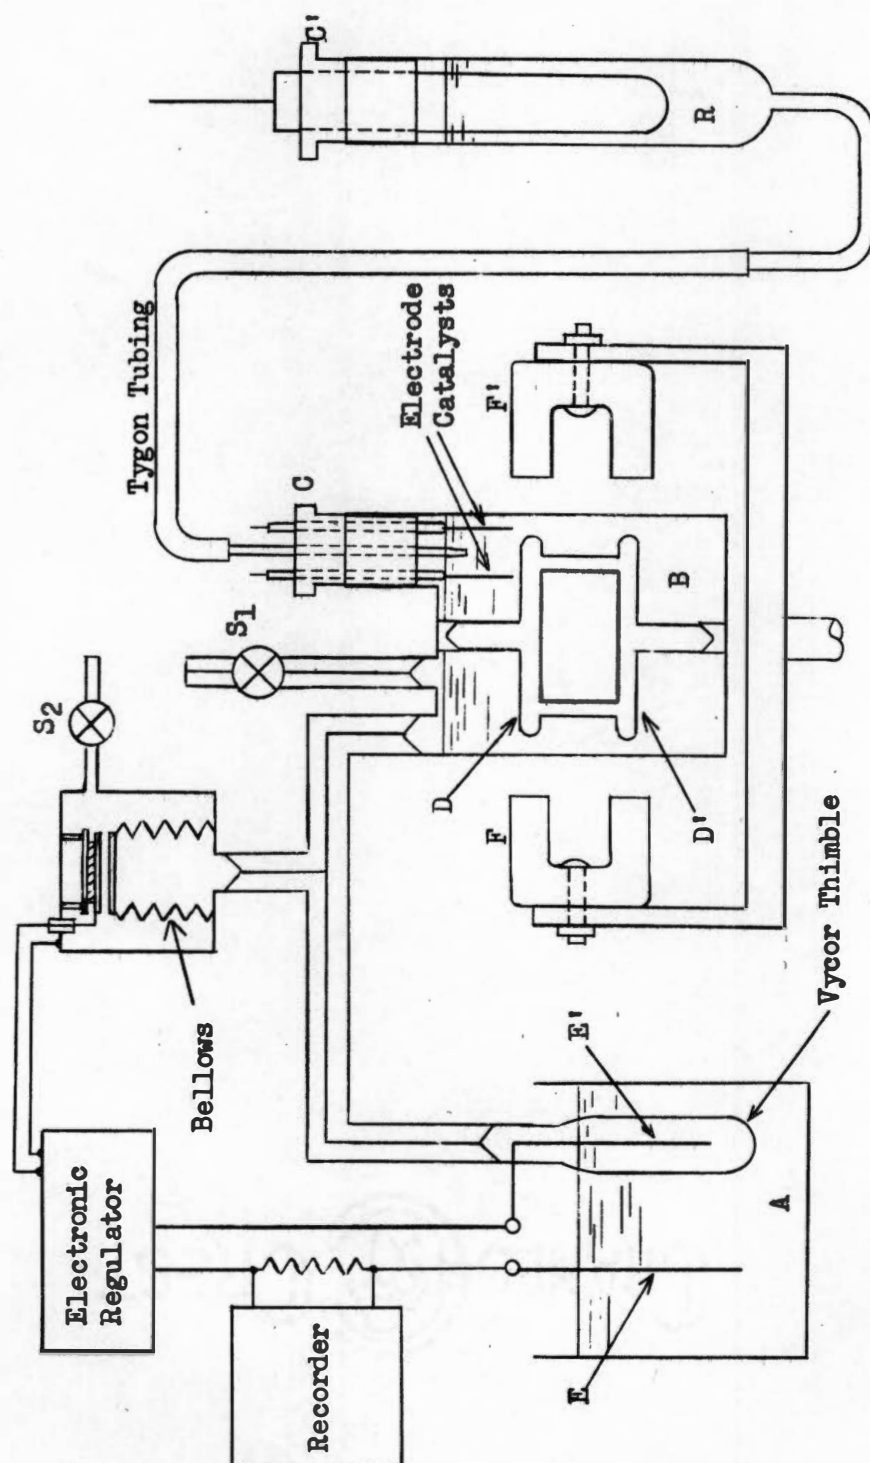 C'
R
Tygon Tubing
Electrode
Catalysts
F'
C
S1
B
S2
D
D'
F
Bellows
Vycor Thimble
E'
Electronic
Regulator
A
Recorder
E